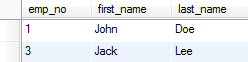 emp_no first_name last_name
1 John Doe
3 Jack Lee